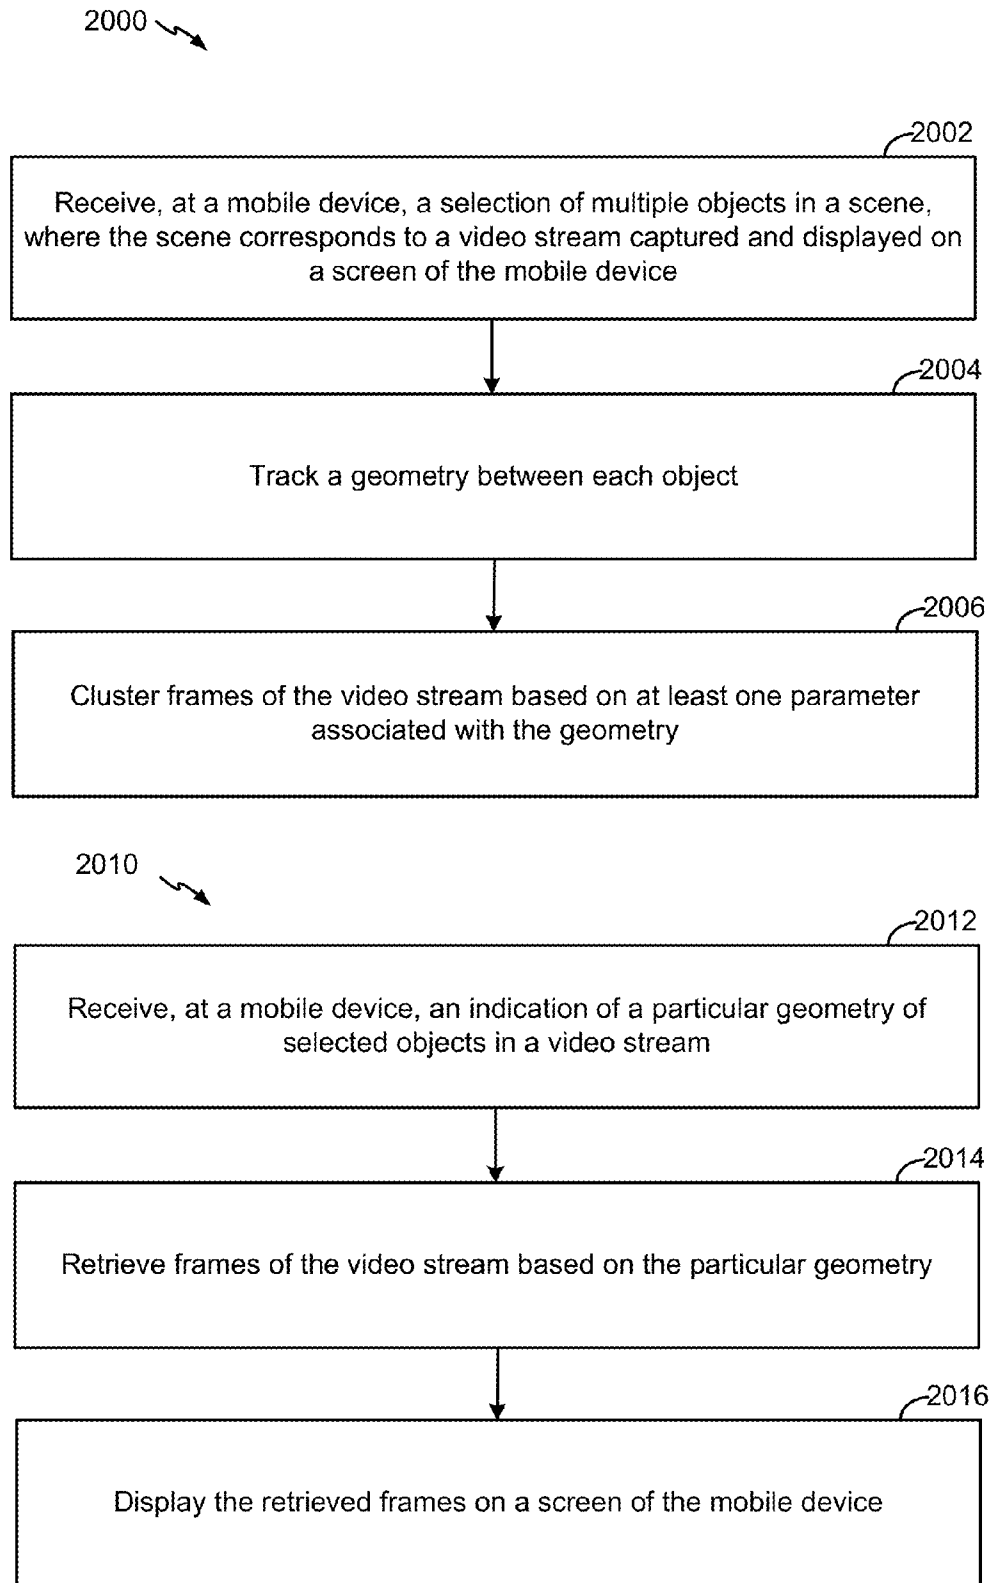 2000
2002
Receive, at a mobile device, a selection of multiple objects in a scene,
where the scene corresponds to a video stream captured and displayed on
a screen of the mobile device
2004
Track a geometry between each object
2006
Cluster frames of the video stream based on at least one parameter
associated with the geometry
2010
2012
Receive, at a mobile device, an indication of a particular geometry of
selected objects in a video stream
2014
Retrieve frames of the video stream based on the particular geometry
2016
Display the retrieved frames on a screen of the mobile device